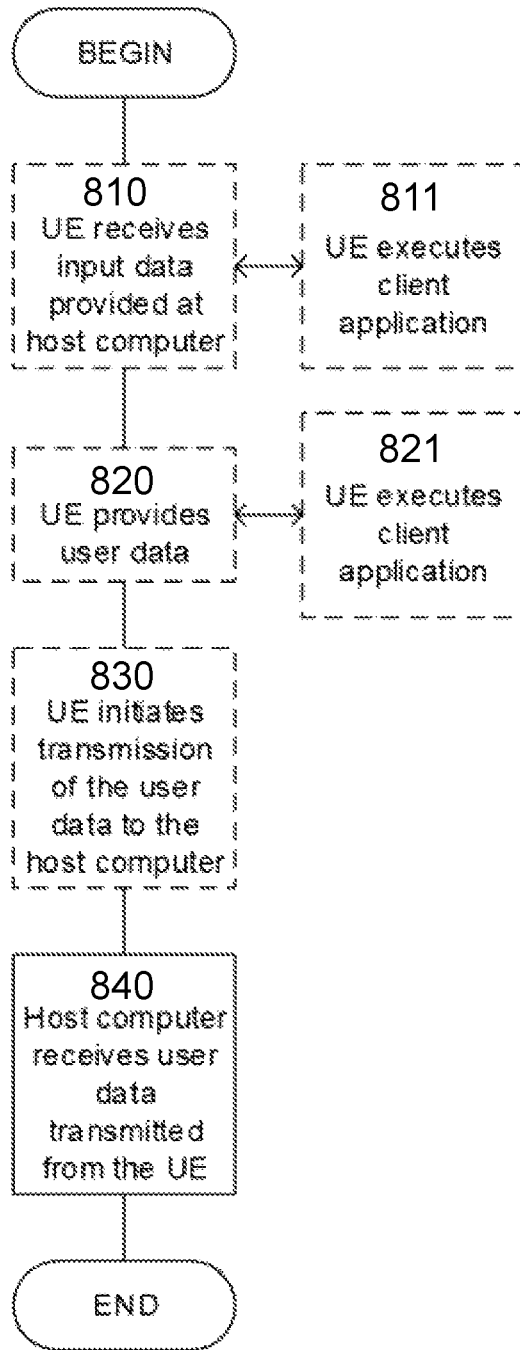 BEGIN
810
UE receives
input data
provided at
host computer
811
UE executes
client
application
820
UE provides
user data
821
UE executes
client
application
830
UE initiates
transmission
of the user
data to the
host computer
840
Host computer
receives user
data
transmitted
from the UE
END